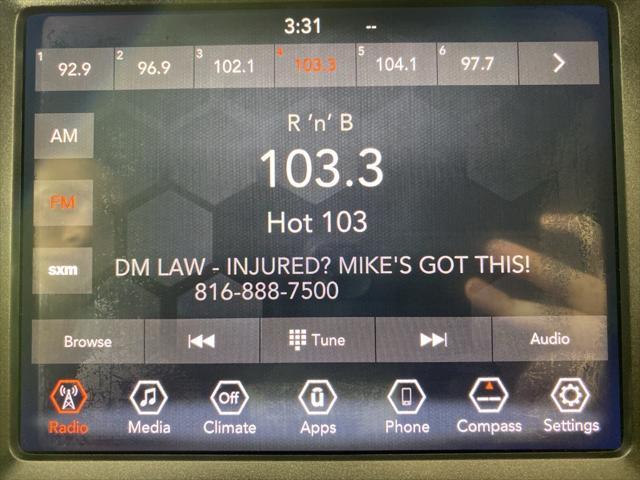 3:31 --
1 92.9 2 96.9 3 102.1 4 103.3 5 104.1 6 97.7
R 'n' B
AM
103.3
FM
Hot 103
sxm
DM LAW - INJURED? MIKE'S GOT THIS!
816-888-7500
Browse Tune Audio
Off
Radio Media Climate Apps Phone Compass Settings